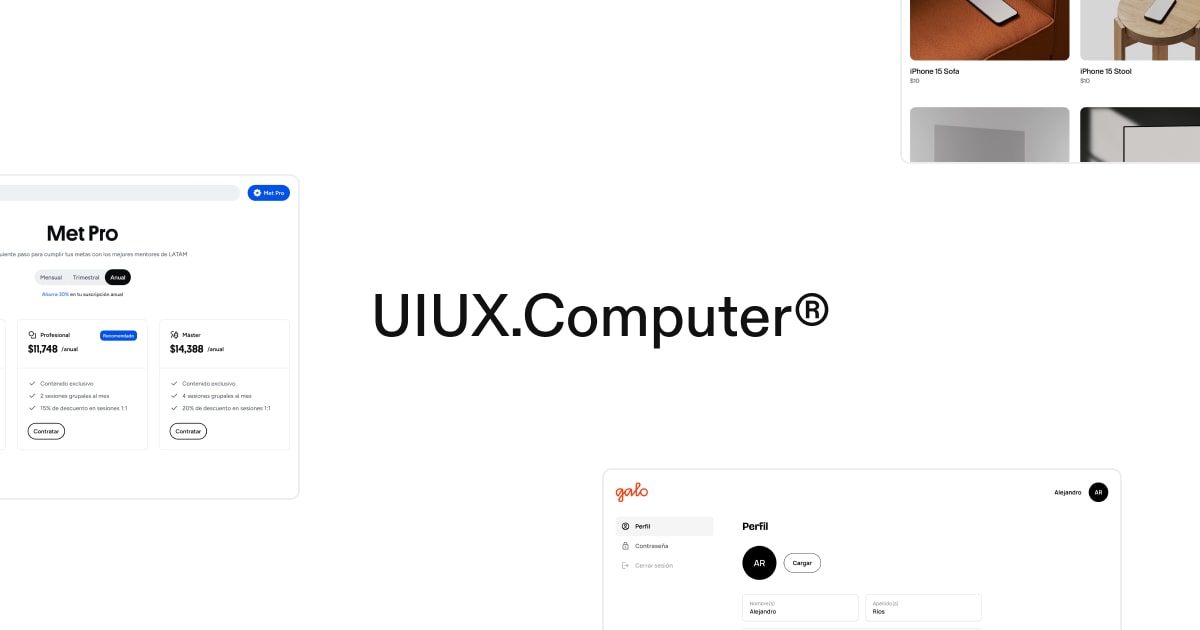 iPhone 15 Sofa
$10
iPhone 15 Stool
$10
Met Pro
Met Pro
paso para cumplir tus metas con los mejores mentores de LATAM
Mensual Trimestral Anual
Ahorra 30% en tu suscripción anual
Profesional Recomendado
$11,748 /anual
Contenido exclusivo
2 sesiones grupales al mes
15% de descuento en sesiones 1:1
Contratar
Máster
$14,388 /anual
Contenido exclusivo
4 sesiones grupales al mes
20% de descuento en sesiones 1:1
Contratar
UIUX.Computer®
galo
Alejandro AR
Perfil
Contraseña
Cerrar sesión
Perfil
AR Cargar
Nombre(s)
Alejandro
Apellido(s)
Ríos